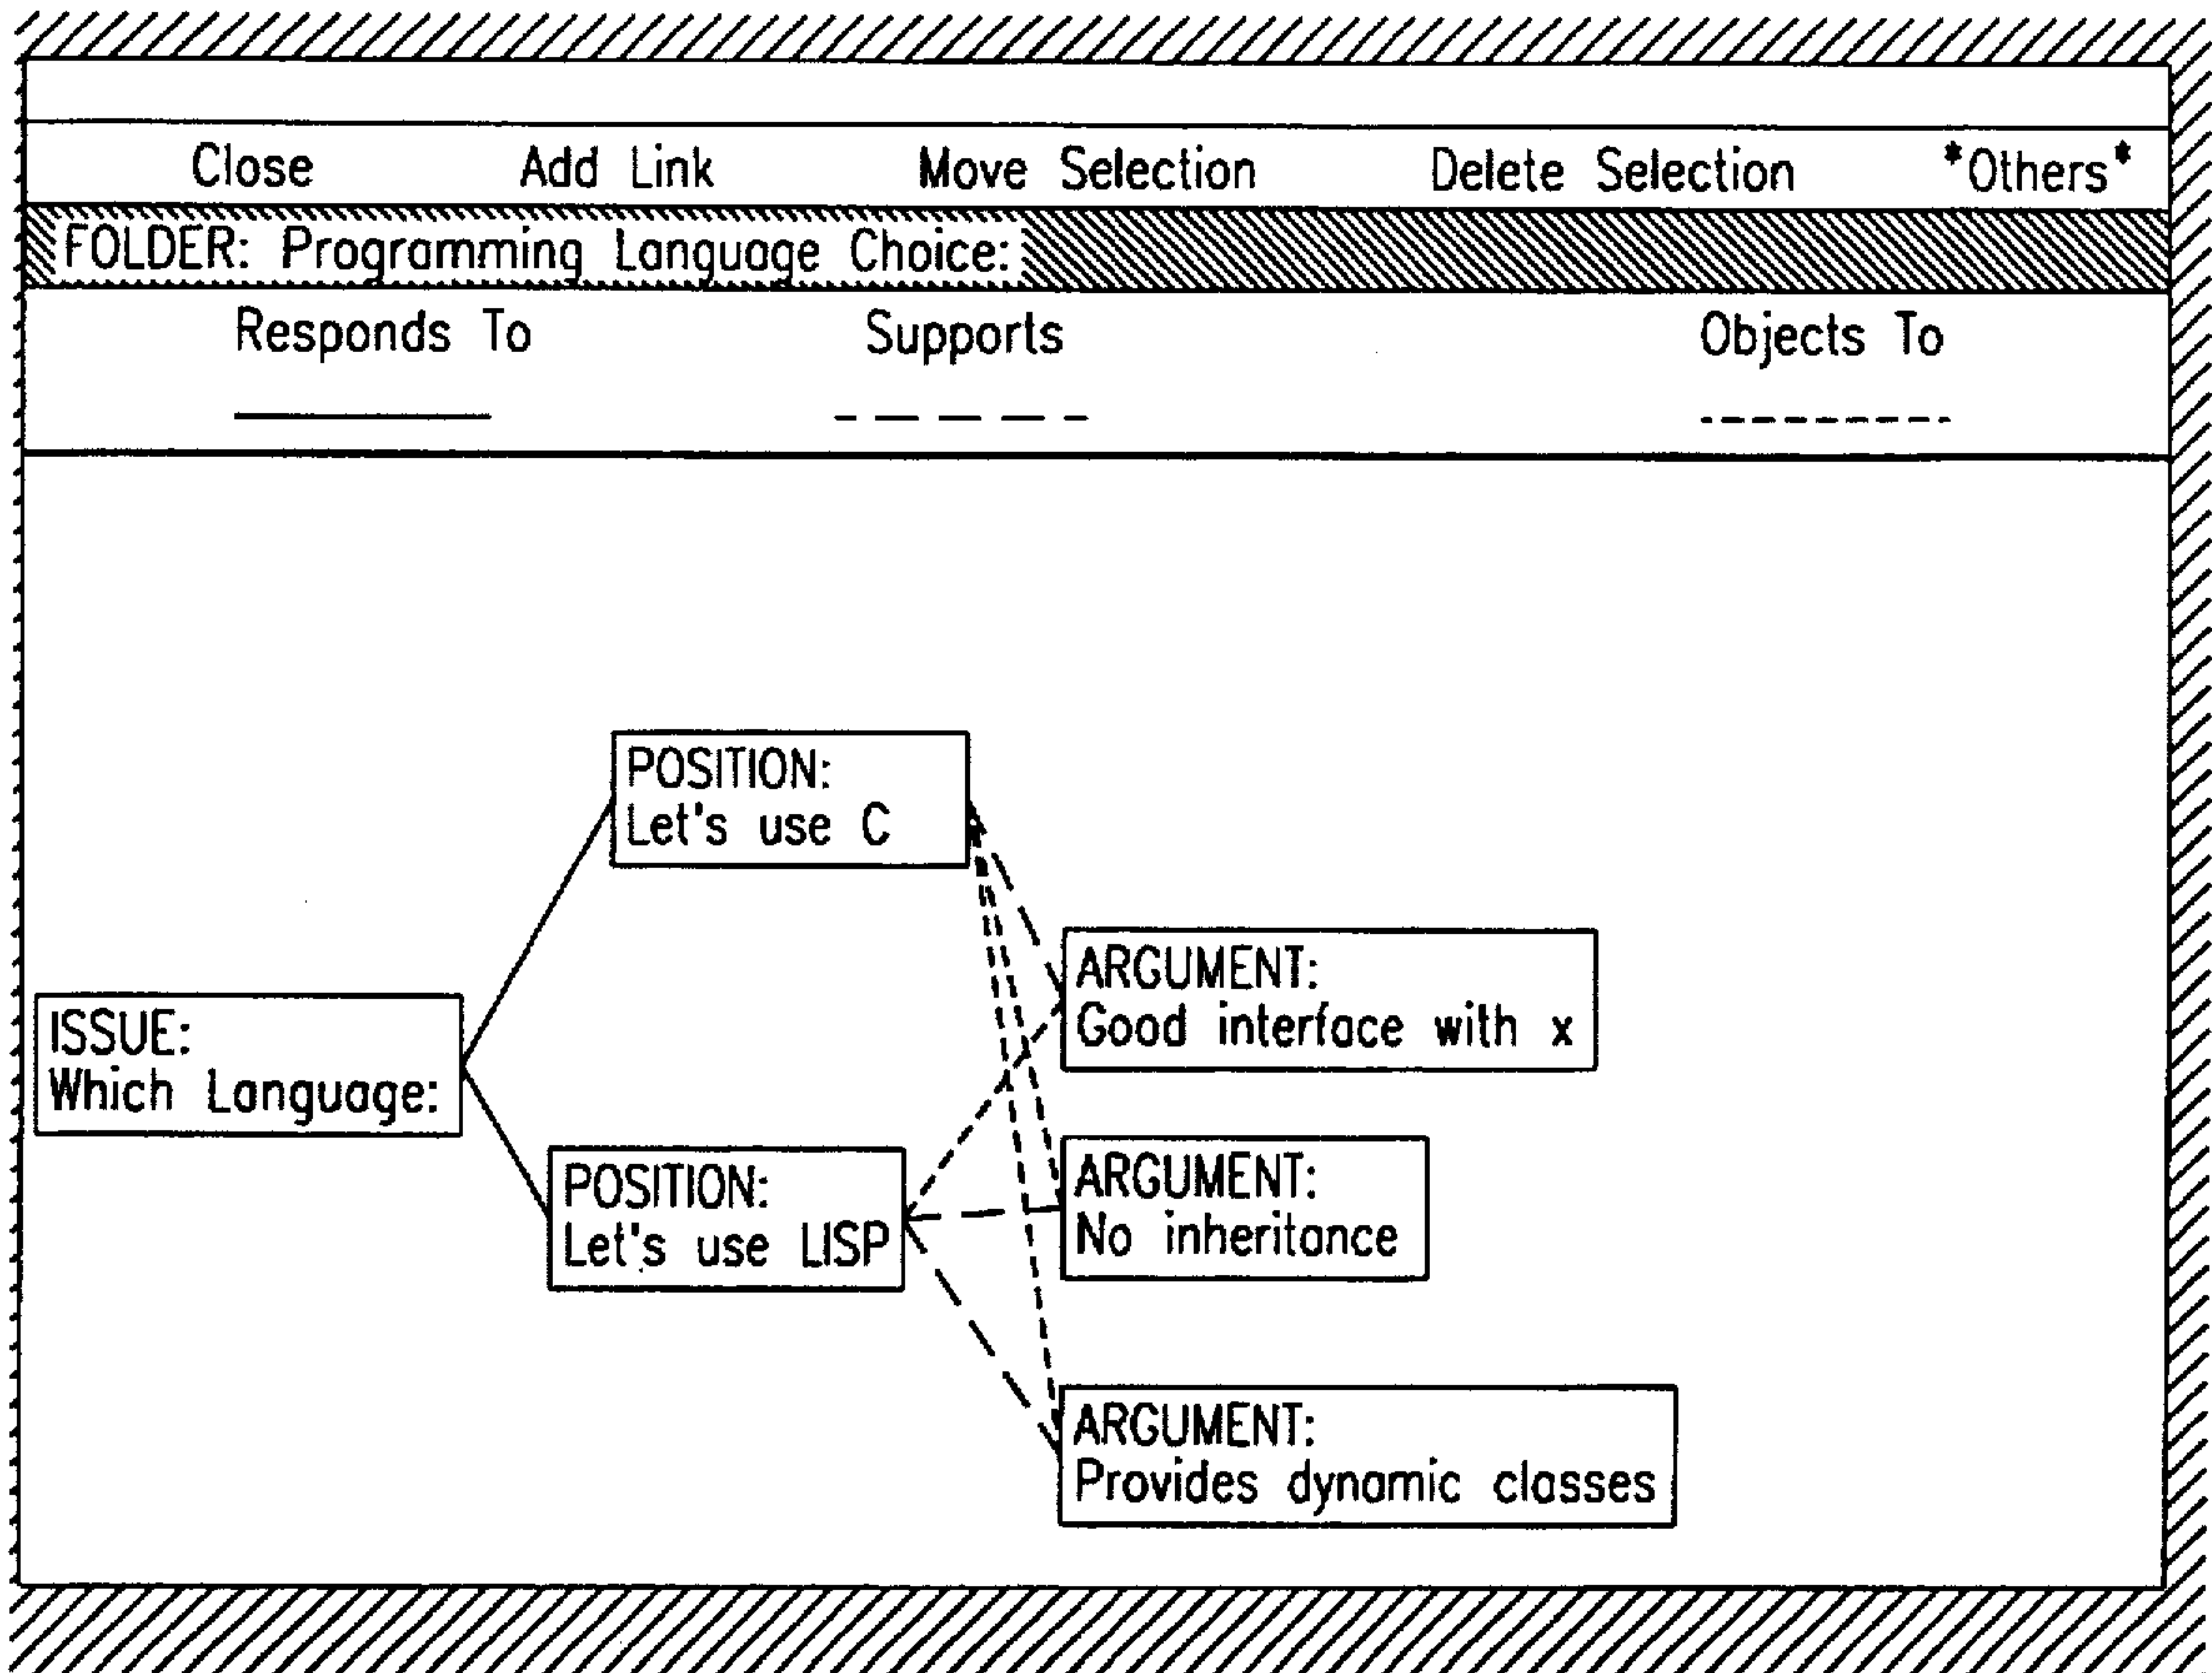 Close Add Link Move Selection Delete Selection *Others*
FOLDER: Programming Language Choice:
Responds To Supports Objects To
POSITION:
Let's use C
ARGUMENT:
Good interface with x
ISSUE:
Which Language:
POSITION:
Let's use LISP
ARGUMENT:
No inheritance
ARGUMENT:
Provides dynamic classes